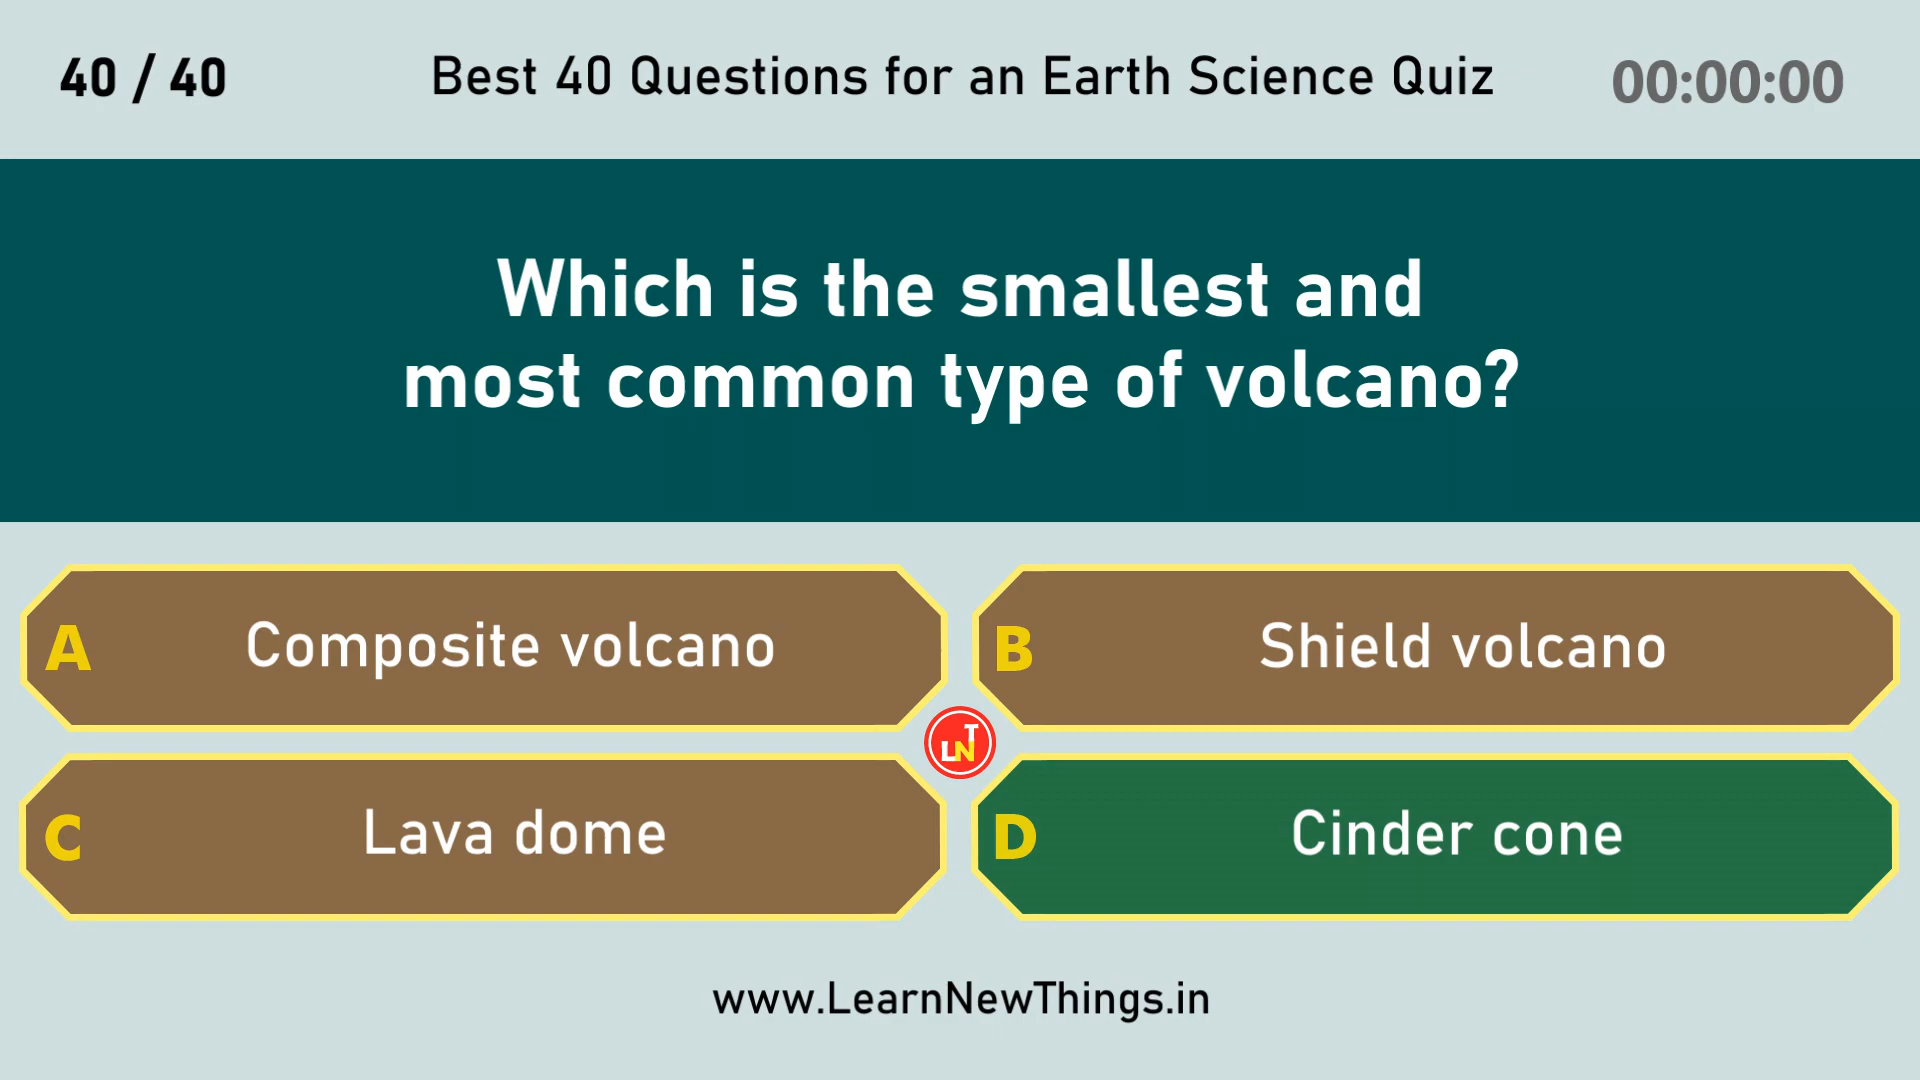 40 / 40
Best 40 Questions for an Earth Science Quiz
00:00:00
Which is the smallest and
most common type of volcano?
A Composite volcano
B Shield volcano
LNT
C Lava dome
D Cinder cone
www.LearnNewThings.in